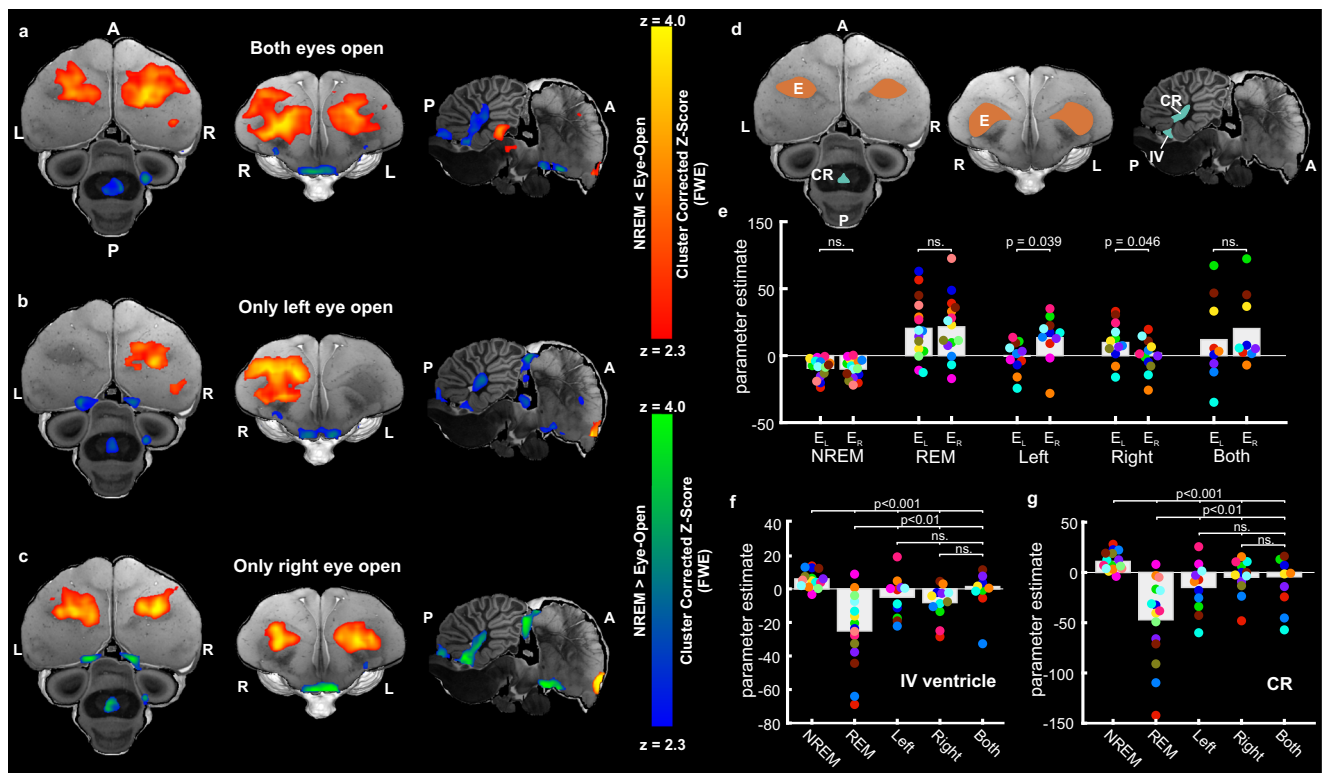 a
A
Both eyes open
L
R
P
R
L
P
A
b
Only left eye open
L
R
R
L
P
A
c
Only right eye open
L
R
R
L
P
A
z = 4.0
NREM < Eye-Open
Cluster Corrected Z-Score
(FWE)
z = 2.3
z = 4.0
NREM > Eye-Open
Cluster Corrected Z-Score
(FWE)
z = 2.3
d
A
E
L
R
CR
P
E
R
L
CR
IV
P
A
e
parameter estimate
150
50
0
-50
ns.
ns.
p = 0.039
p = 0.046
ns.
EL ER EL ER EL ER EL ER EL ER
NREM REM Left Right Both
f
parameter estimate
40
20
0
-20
-40
-60
-80
p<0.001
p<0.01
ns.
ns.
IV ventricle
NREM REM Left Right Both
g
parameter estimate
50
0
-50
-100
-150
p<0.001
p<0.01
ns.
ns.
CR
NREM REM Left Right Both